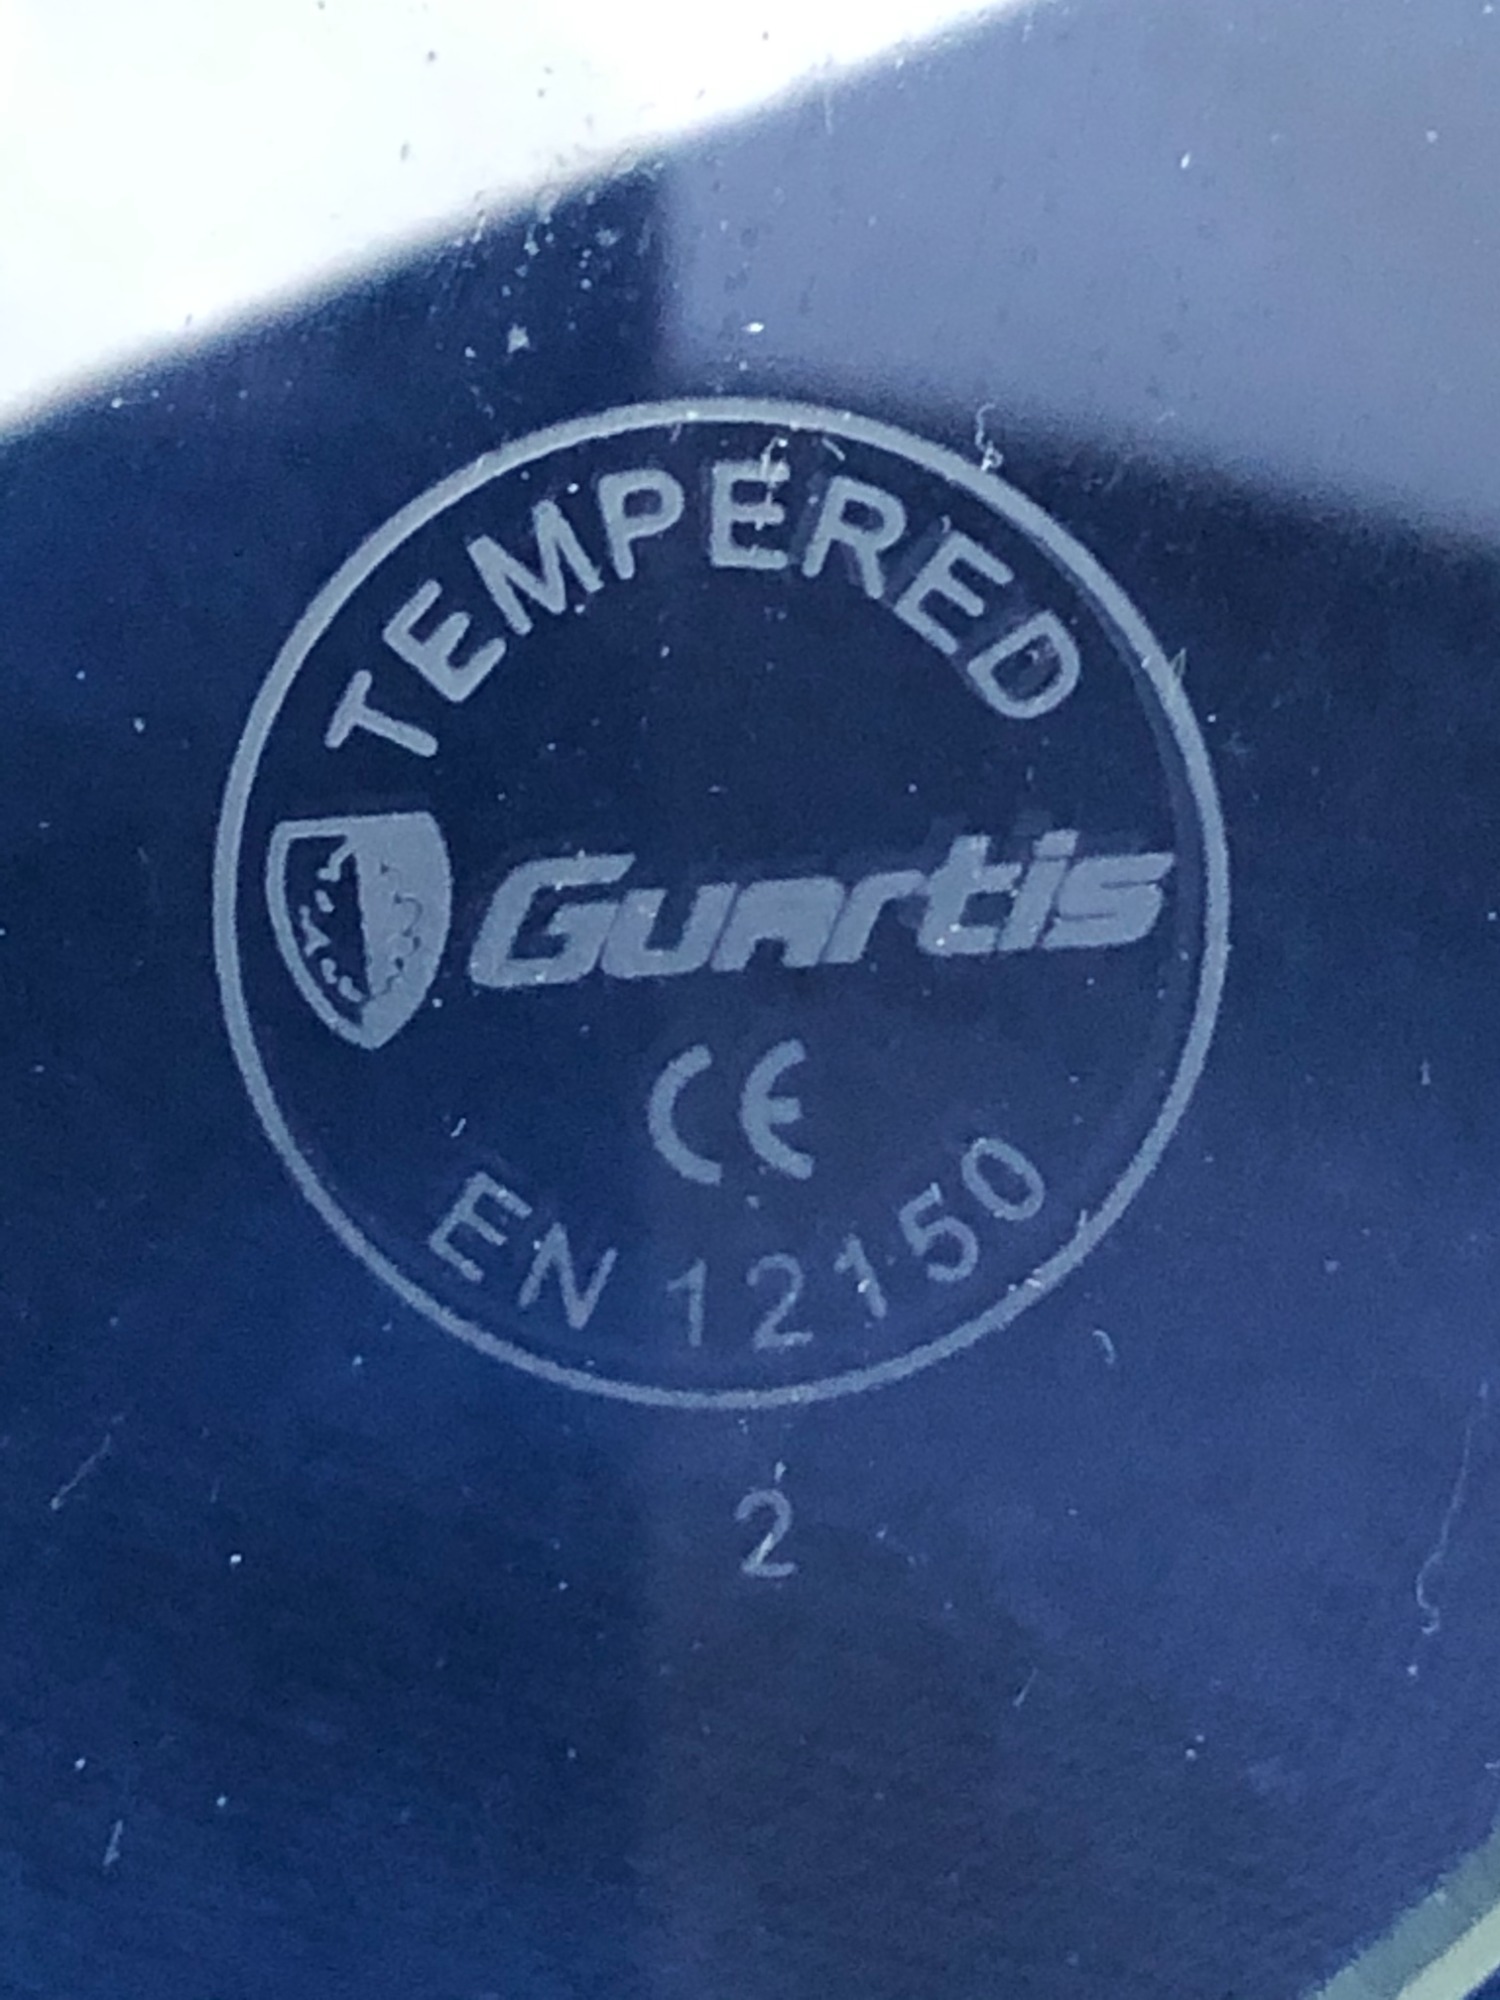 TEMPERED
Guartis
CE
EN 12150
2